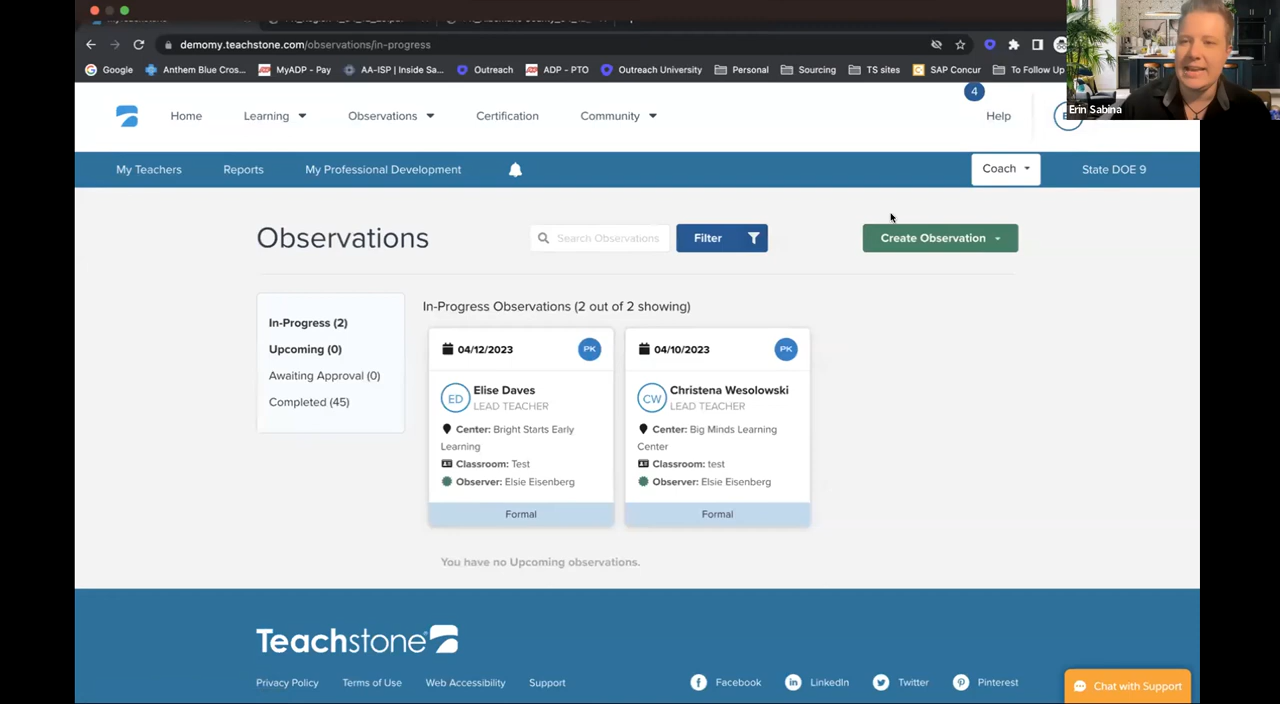 demomy.teachstone.com/observations/in-progress
Google
Anthem Blue Cros...
MyADP - Pay
AA-ISP | Inside Sa...
Outreach
ADP - PTO
Outreach University
Personal
Sourcing
TS sites
SAP Concur
To Follow Up
Erin Sabina
Home
Learning
Observations
Certification
Community
4
Help
My Teachers
Reports
My Professional Development
Coach
State DOE 9
Observations
Search Observations
Filter
Create Observation
In-Progress (2)
Upcoming (0)
Awaiting Approval (0)
Completed (45)
In-Progress Observations (2 out of 2 showing)
04/12/2023
PK
ED
Elise Daves
LEAD TEACHER
Center: Bright Starts Early
Learning
Classroom: Test
Observer: Elsie Eisenberg
Formal
04/10/2023
PK
CW
Christena Wesolowski
LEAD TEACHER
Center: Big Minds Learning
Center
Classroom: test
Observer: Elsie Eisenberg
Formal
You have no Upcoming observations.
Teachstone
Privacy Policy
Terms of Use
Web Accessibility
Support
Facebook
LinkedIn
Twitter
Pinterest
Chat with Support